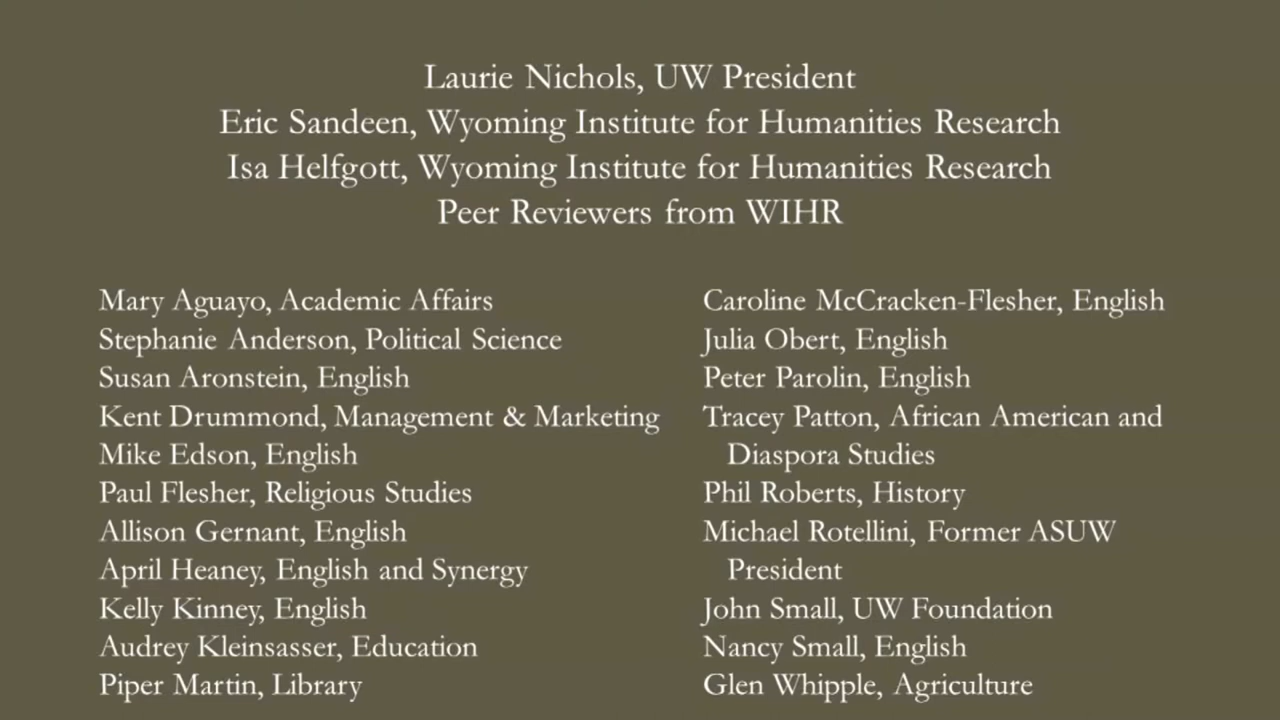 Laurie Nichols, UW President
Eric Sandeen, Wyoming Institute for Humanities Research
Isa Helfgott, Wyoming Institute for Humanities Research
Peer Reviewers from WIHR
Mary Aguayo, Academic Affairs
Stephanie Anderson, Political Science
Susan Aronstein, English
Kent Drummond, Management & Marketing
Mike Edson, English
Paul Flesher, Religious Studies
Allison Gernant, English
April Heaney, English and Synergy
Kelly Kinney, English
Audrey Kleinsasser, Education
Piper Martin, Library
Caroline McCracken-Flesher, English
Julia Obert, English
Peter Parolin, English
Tracey Patton, African American and
Diaspora Studies
Phil Roberts, History
Michael Rotellini, Former ASUW
President
John Small, UW Foundation
Nancy Small, English
Glen Whipple, Agriculture